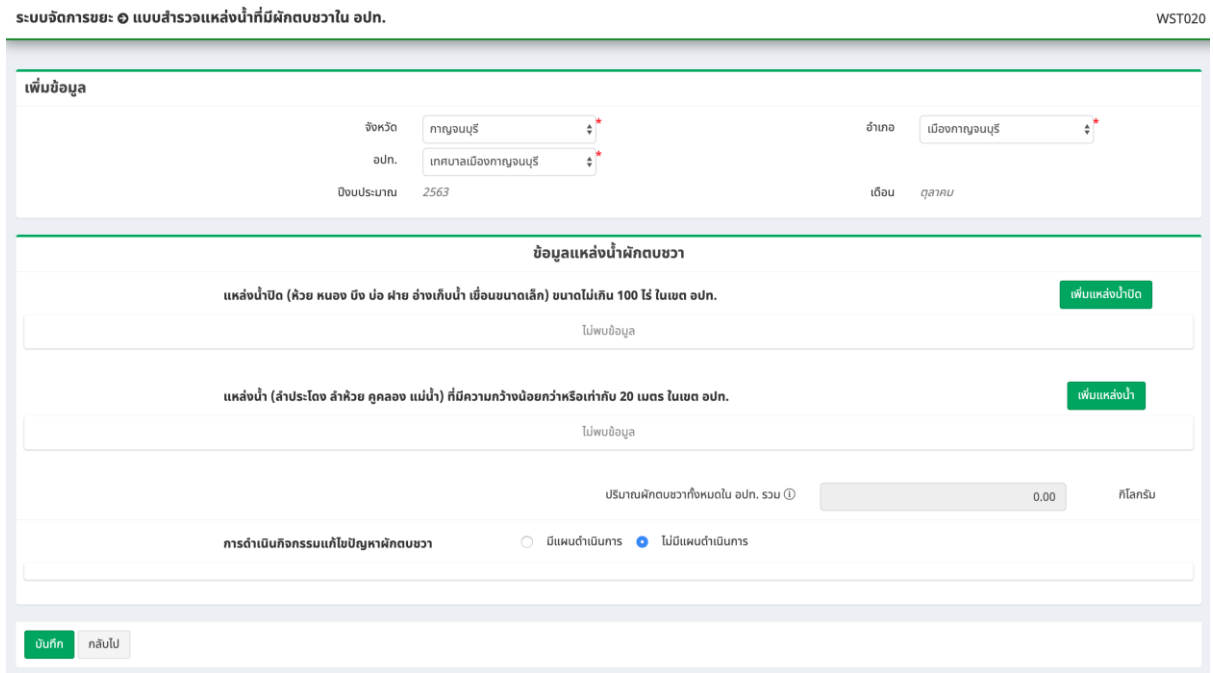 ระบบจัดการขยะ แบบสำรวจแหล่งน้ำที่มีผักตบชวาใน อปท. WST020
เพิ่มข้อมูล
จังหวัด กาญจนบุรี * อำเภอ เมืองกาญจนบุรี *
อปท. เทศบาลเมืองกาญจนบุรี *
ปีงบประมาณ 2563 เดือน ตุลาคม
ข้อมูลแหล่งน้ำผักตบชวา
แหล่งน้ำปิด (ห้วย หนอง บึง บ่อ ฝาย อ่างเก็บน้ำ เขื่อนขนาดเล็ก) ขนาดไม่เกิน 100 ไร่ ในเขต อปท. เพิ่มแหล่งน้ำปิด
ไม่พบข้อมูล
แหล่งน้ำ (ลำประโดง ลำห้วย คูคลอง แม่น้ำ) ที่มีความกว้างน้อยกว่าหรือเท่ากับ 20 เมตร ในเขต อปท. เพิ่มแหล่งน้ำ
ไม่พบข้อมูล
ปริมาณผักตบชวาทั้งหมดใน อปท. รวม ⓘ 0.00 กิโลกรัม
การดำเนินกิจกรรมแก้ไขปัญหาผักตบชวา มีแผนดำเนินการ ไม่มีแผนดำเนินการ
บันทึก กลับไป